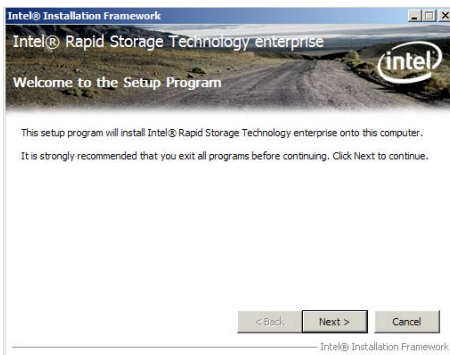 Intel® Installation Framework
Intel® Rapid Storage Technology enterprise
intel
Welcome to the Setup Program
This setup program will install Intel® Rapid Storage Technology enterprise onto this computer.
It is strongly recommended that you exit all programs before continuing. Click Next to continue.
< Back Next > Cancel
Intel® Installation Framework